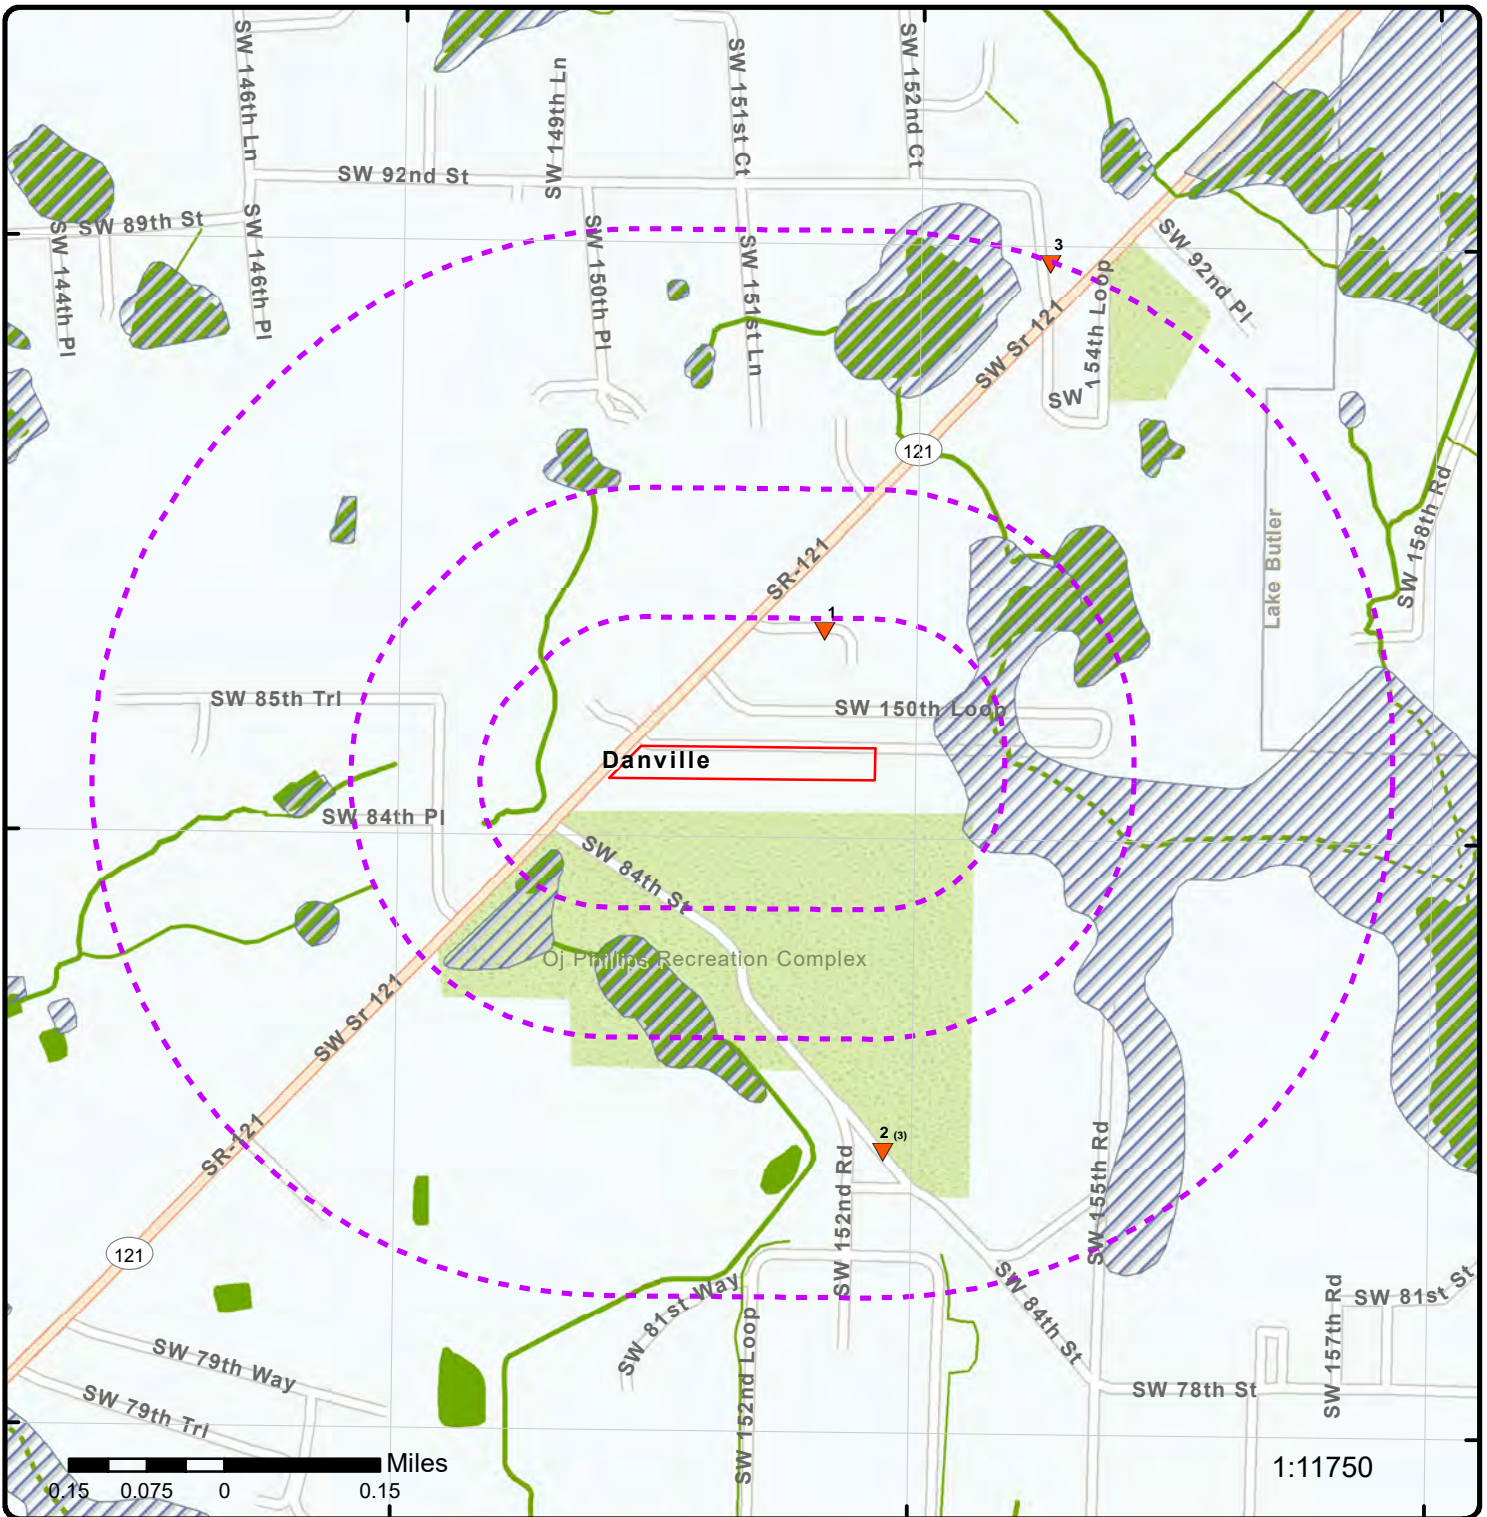 SW 146th Ln
SW 149th Ln
SW 151st Ct
SW 152nd Ct
SW 92nd St
SW 89th St
SW 144th Pl
SW 146th Pl
SW 150th Pl
SW 151st Ln
3
SW 92nd Pl
SW 154th Loop
SW Sr 121
121
SW 158th Rd
Lake Butler
SR-121
1
SW 85th Trl
SW 150th Loop
Danville
SW 84th Pl
SW 84th St
Oj Phillips Recreation Complex
SW Sr 121
SR-121
2 (3)
SW 152nd Rd
SW 155th Rd
121
SW 81st Way
SW 152nd Loop
SW 84th St
SW 157th Rd
SW 81st St
SW 79th Way
SW 79th Trl
SW 78th St
Miles
0.15 0.075 0 0.15
1:11750